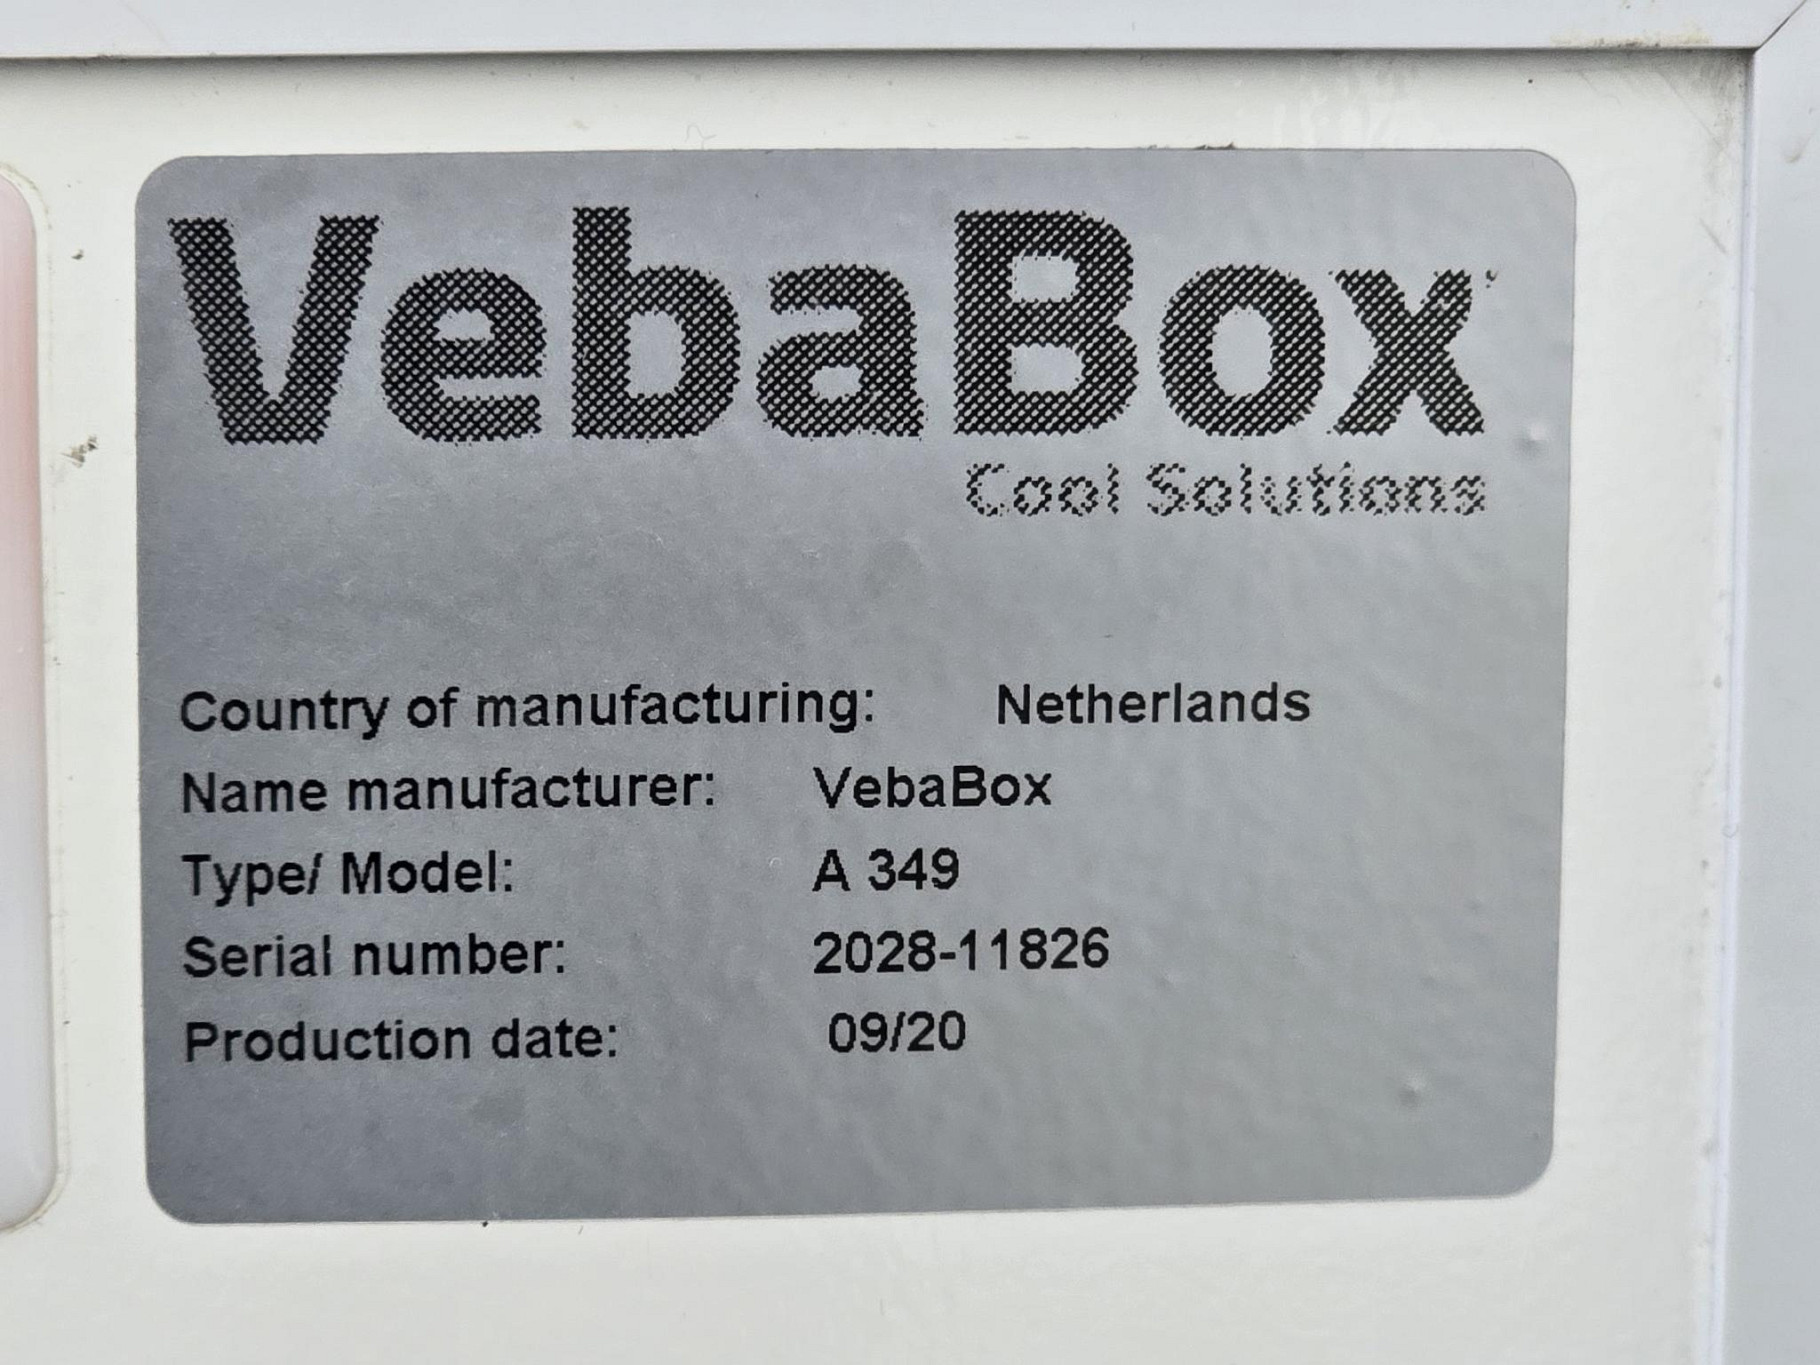 VebaBox
Cool Solutions
Country of manufacturing: Netherlands
Name manufacturer: VebaBox
Type/ Model: A 349
Serial number: 2028-11826
Production date: 09/20